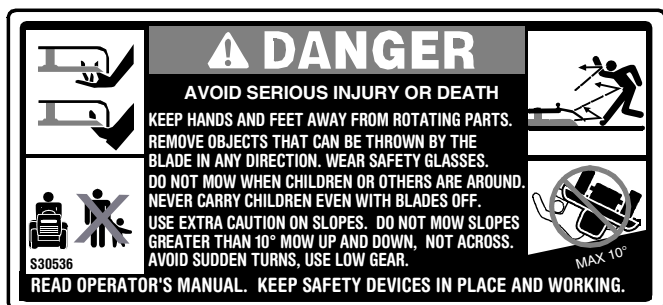 DANGER
AVOID SERIOUS INJURY OR DEATH
KEEP HANDS AND FEET AWAY FROM ROTATING PARTS.
REMOVE OBJECTS THAT CAN BE THROWN BY THE
BLADE IN ANY DIRECTION. WEAR SAFETY GLASSES.
DO NOT MOW WHEN CHILDREN OR OTHERS ARE AROUND.
NEVER CARRY CHILDREN EVEN WITH BLADES OFF.
USE EXTRA CAUTION ON SLOPES. DO NOT MOW SLOPES
GREATER THAN 10° MOW UP AND DOWN, NOT ACROSS.
AVOID SUDDEN TURNS, USE LOW GEAR.
S30536
MAX 10°
READ OPERATOR'S MANUAL. KEEP SAFETY DEVICES IN PLACE AND WORKING.